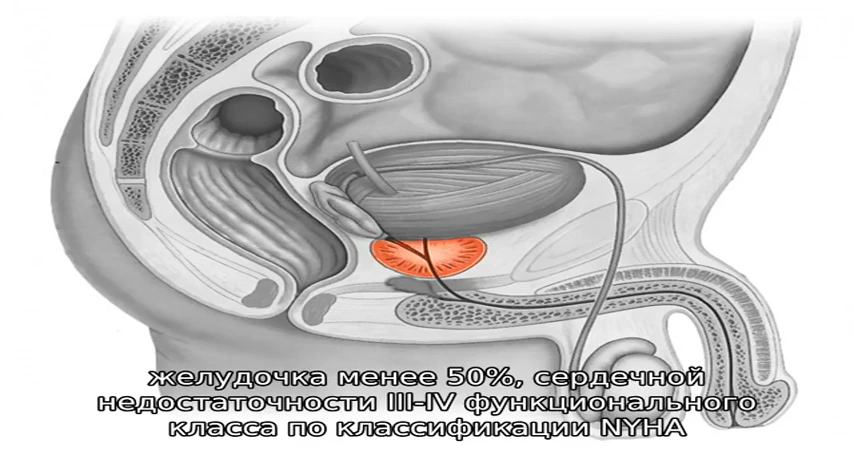 желудочка менее 50%, сердечной
недостаточности III-IV функционального
класса по классификации NYHA